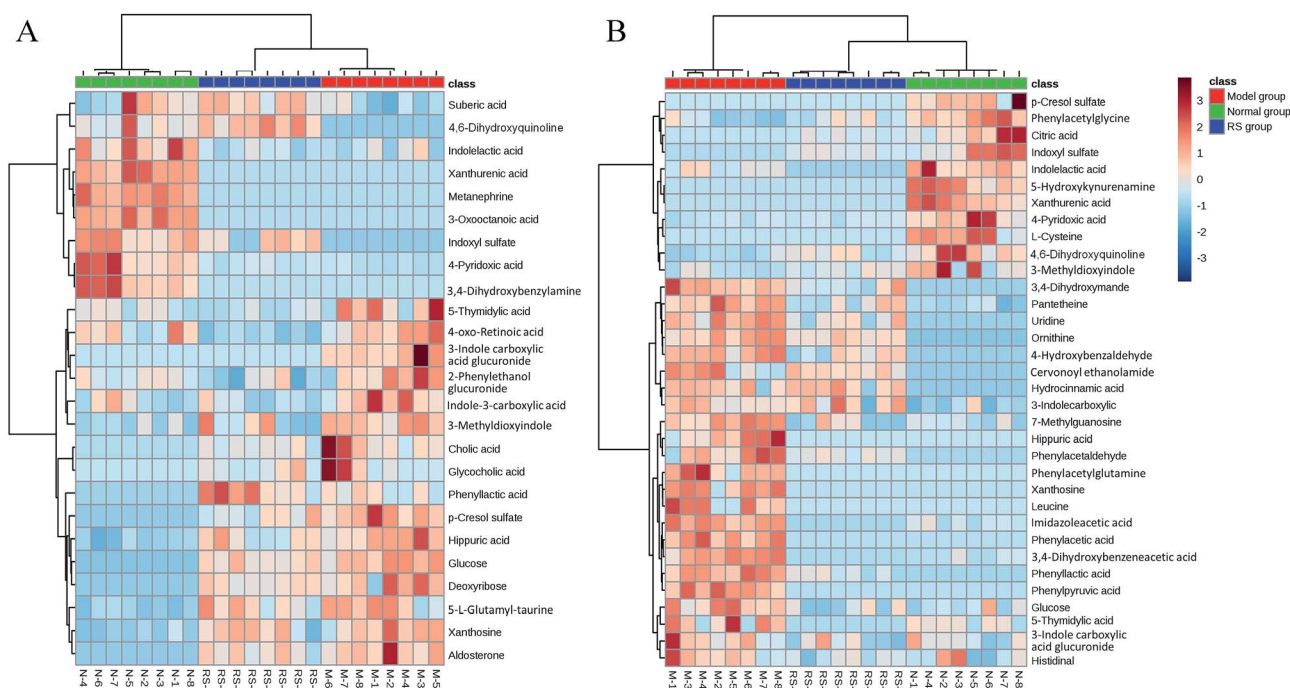 A
class
Suberic acid
4,6-Dihydroxyquinoline
Indolelactic acid
Xanthurenic acid
Metanephrine
3-Oxooctanoic acid
Indoxyl sulfate
4-Pyridoxic acid
3,4-Dihydroxybenzylamine
5-Thymidylic acid
4-oxo-Retinoic acid
3-Indole carboxylic
acid glucuronide
2-Phenylethanol
glucuronide
Indole-3-carboxylic acid
3-Methyldioxyindole
Cholic acid
Glycocholic acid
Phenyllactic acid
p-Cresol sulfate
Hippuric acid
Glucose
Deoxyribose
5-L-Glutamyl-taurine
Xanthosine
Aldosterone
N-4 N-6 N-7 N-5 N-2 N-3 N-1 N-8 RS- RS- RS- RS- RS- RS- RS- RS- M-6 M-7 M-8 M-1 M-2 M-4 M-3 M-5
B
class
p-Cresol sulfate
Phenylacetylglycine
Citric acid
Indoxyl sulfate
Indolelactic acid
5-Hydroxykynurenamine
Xanthurenic acid
4-Pyridoxic acid
L-Cysteine
4,6-Dihydroxyquinoline
3-Methyldioxyindole
3,4-Dihydroxymande
Pantetheine
Uridine
Ornithine
4-Hydroxybenzaldehyde
Cervonoyl ethanolamide
Hydrocinnamic acid
3-Indolecarboxylic
7-Methylguanosine
Hippuric acid
Phenylacetaldehyde
Phenylacetylglutamine
Xanthosine
Leucine
Imidazoleacetic acid
Phenylacetic acid
3,4-Dihydroxybenzeneacetic acid
Phenyllactic acid
Phenylpyruvic acid
Glucose
5-Thymidylic acid
3-Indole carboxylic
acid glucuronide
Histidinal
M-1 M-3 M-4 M-2 M-5 M-6 M-7 M-8 RS- RS- RS- RS- RS- RS- RS- RS- N-1 N-4 N-2 N-3 N-5 N-6 N-7 N-8
class
Model group
Normal group
RS group
3
2
1
0
-1
-2
-3